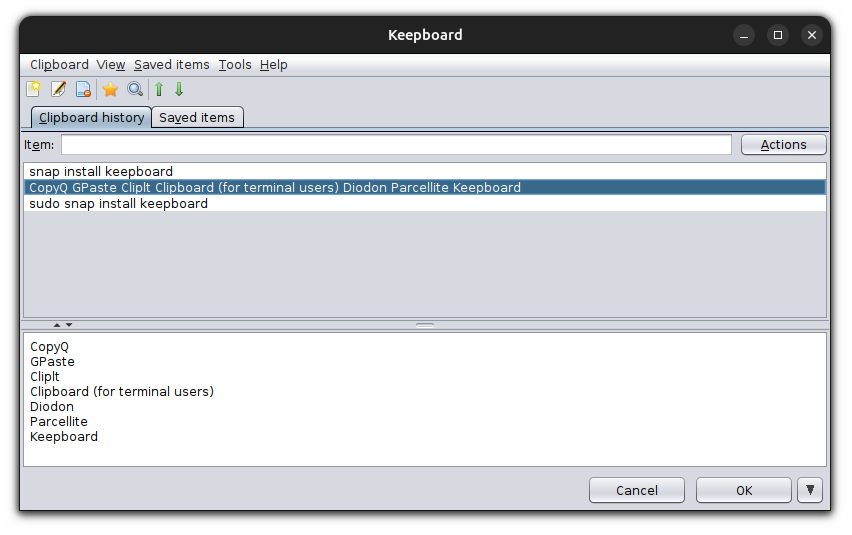 Keepboard
Clipboard View Saved items Tools Help
Clipboard history Saved items
Item: Actions
snap install keepboard
CopyQ GPaste ClipIt Clipboard (for terminal users) Diodon Parcellite Keepboard
sudo snap install keepboard
CopyQ
GPaste
ClipIt
Clipboard (for terminal users)
Diodon
Parcellite
Keepboard
Cancel OK